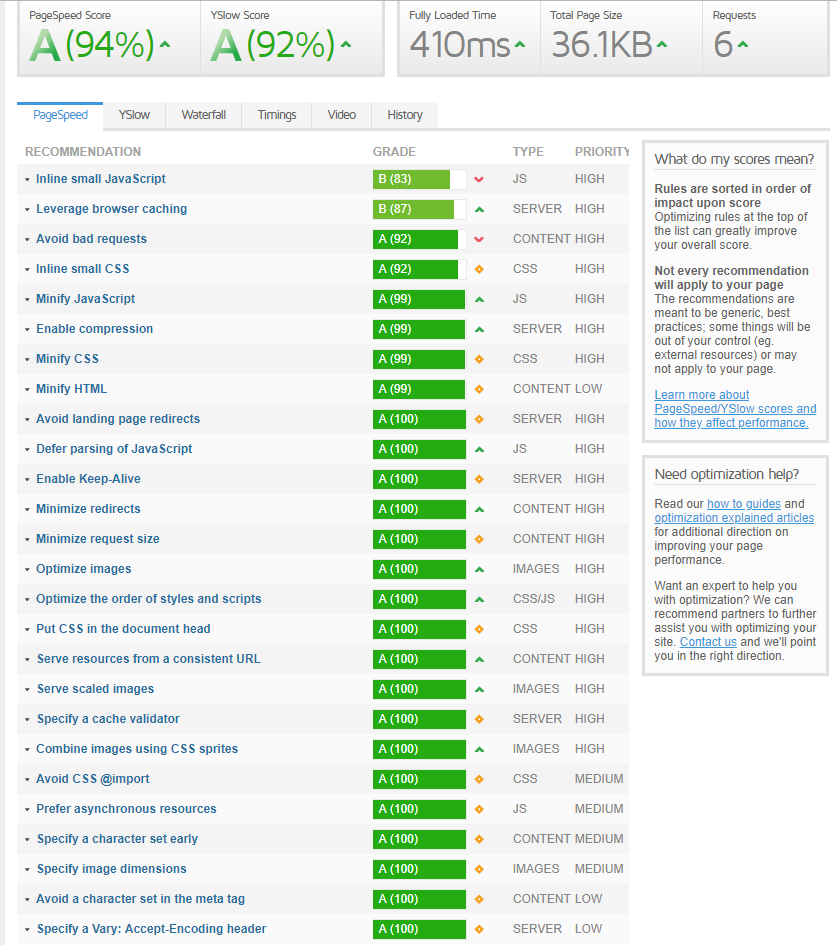 PageSpeed Score YSlow Score Fully Loaded Time Total Page Size Requests
A (94%) A (92%) 410ms 36.1KB 6
PageSpeed YSlow Waterfall Timings Video History
RECOMMENDATION GRADE TYPE PRIORITY
Inline small JavaScript B (83) JS HIGH
Leverage browser caching B (87) SERVER HIGH
Avoid bad requests A (92) CONTENT HIGH
Inline small CSS A (92) CSS HIGH
Minify JavaScript A (99) JS HIGH
Enable compression A (99) SERVER HIGH
Minify CSS A (99) CSS HIGH
Minify HTML A (99) CONTENT LOW
Avoid landing page redirects A (100) SERVER HIGH
Defer parsing of JavaScript A (100) JS HIGH
Enable Keep-Alive A (100) SERVER HIGH
Minimize redirects A (100) CONTENT HIGH
Minimize request size A (100) CONTENT HIGH
Optimize images A (100) IMAGES HIGH
Optimize the order of styles and scripts A (100) CSS/JS HIGH
Put CSS in the document head A (100) CSS HIGH
Serve resources from a consistent URL A (100) CONTENT HIGH
Serve scaled images A (100) IMAGES HIGH
Specify a cache validator A (100) SERVER HIGH
Combine images using CSS sprites A (100) IMAGES HIGH
Avoid CSS @import A (100) CSS MEDIUM
Prefer asynchronous resources A (100) JS MEDIUM
Specify a character set early A (100) CONTENT MEDIUM
Specify image dimensions A (100) IMAGES MEDIUM
Avoid a character set in the meta tag A (100) CONTENT LOW
Specify a Vary: Accept-Encoding header A (100) SERVER LOW
What do my scores mean?
Rules are sorted in order of
impact upon score
Optimizing rules at the top of
the list can greatly improve
your overall score.
Not every recommendation
will apply to your page
The recommendations are
meant to be generic, best
practices; some things will be
out of your control (eg.
external resources) or may
not apply to your page.
Learn more about
PageSpeed/YSlow scores and
how they affect performance.
Need optimization help?
Read our how to guides and
optimization explained articles
for additional direction on
improving your page
performance.
Want an expert to help you
with optimization? We can
recommend partners to further
assist you with optimizing your
site. Contact us and we'll point
you in the right direction.